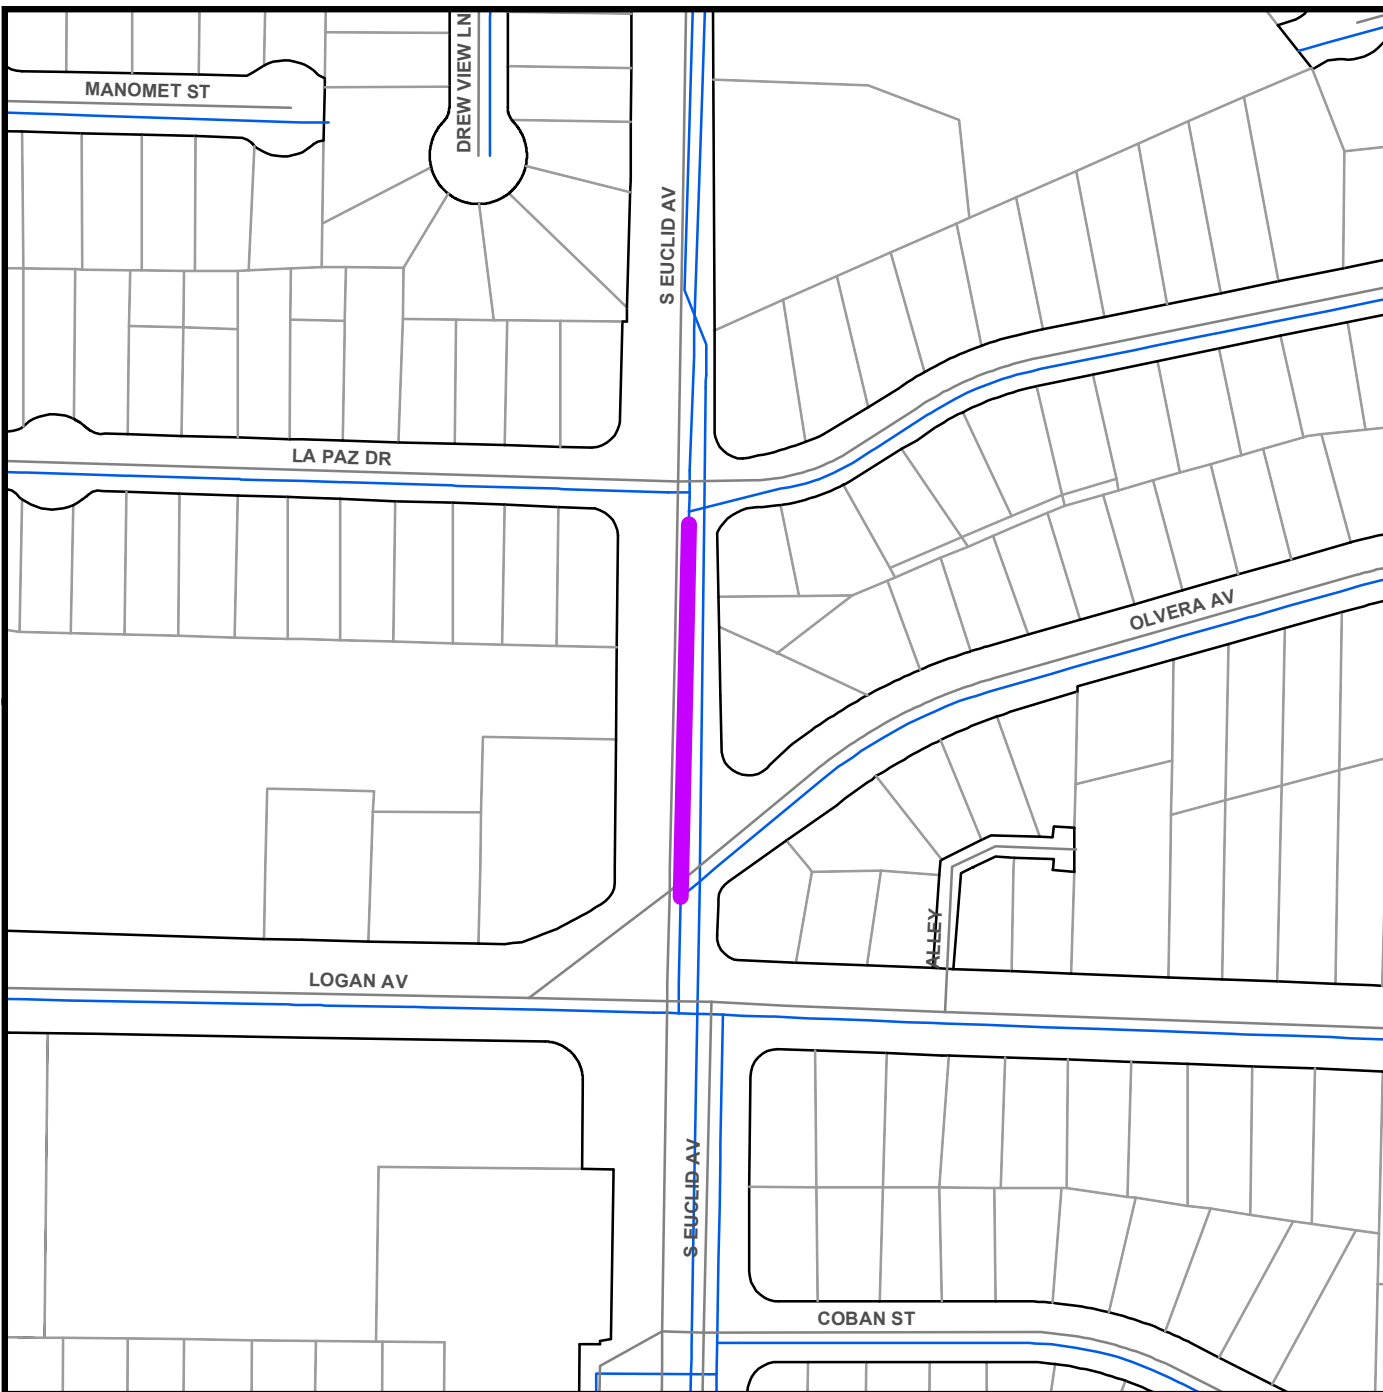 MANOMET ST
DREW VIEW LN
S EUCLID AV
LA PAZ DR
OLVERA AV
ALLEY
LOGAN AV
S EUCLID AV
COBAN ST